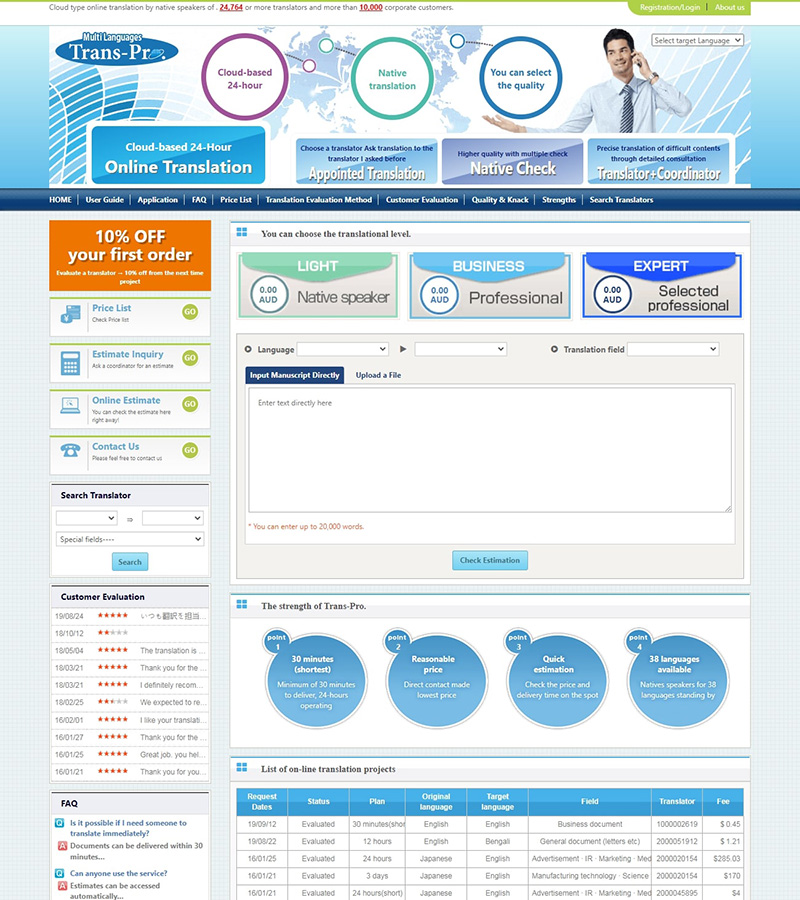 Cloud type online translation by native speakers of . 24,764 or more translators and more than 10,000 corporate customers.
Registration/Login | About us
Multi Languages
Trans-Pro.
Cloud-based
24-hour
Native
translation
You can select
the quality
Select target Language
Cloud-based 24-Hour
Online Translation
Choose a translator Ask translation to the
translator I asked before
Appointed Translation
Higher quality with multiple check
Native Check
Precise translation of difficult contents
through detailed comsultation
Translator+Coordinator
HOME | User Guide | Application | FAQ | Price List | Translation Evaluation Method | Customer Evaluation | Quality & Knack | Strengths | Search Translators
10% OFF
your first order
Evaluate a translator → 10% off from the next time
project
Price List
Check Price list
GO
Estimate Inquiry
Ask a coordinator for an estimate
GO
Online Estimate
You can check the estimate here
right away!
GO
Contact Us
Please feel free to contact us
GO
Search Translator
⇒
Special fields----
Search
Customer Evaluation
19/08/24 ★★★★★ いつも翻訳を担当...
18/10/12 ★★★★★
18/05/04 ★★★★★ The translation is ...
18/03/21 ★★★★★ Thank you for the ...
18/03/21 ★★★★★ I definitely recom...
18/02/25 ★★★★★ We expected to re...
16/02/01 ★★★★★ I like your translati...
16/01/27 ★★★★★ Thank you for the ...
16/01/25 ★★★★★ Great job. you hel...
16/01/21 ★★★★★ Thank you for you...
FAQ
Q Is it possible if I need someone to
translate immediately?
A Documents can be delivered within 30
minutes...
Q Can anyone use the service?
A Estimates can be accessed
automatically...
You can choose the translational level.
LIGHT
0.00
AUD
Native speaker
BUSINESS
0.00
AUD
Professional
EXPERT
0.00
AUD
Selected
professional
Language
Translation field
Input Manuscript Directly
Upload a File
Enter text directly here
* You can enter up to 20,000 words.
Check Estimation
The strength of Trans-Pro.
point
1
30 minutes
(shortest)
Minimum of 30 minutes
to deliver, 24-hours
operating
point
2
Reasonable
price
Direct contact made
lowest price
point
3
Quick
estimation
Check the price and
delivery time on the spot
point
4
38 languages
available
Natives speakers for 38
languages standing by
List of on-line translation projects
Request
Dates
Status
Plan
Original
language
Target
language
Field
Translator
Fee
19/09/12 Evaluated 30 minutes(shor English English Business document 1000002619 $ 0.45
19/08/22 Evaluated 12 hours English Bengali General document (letters etc) 2000051912 $ 1.21
16/01/25 Evaluated 24 hours Japanese English Advertisement · IR · Marketing · Med 2000020154 $285.03
16/01/21 Evaluated 3 days Japanese English Manufacturing technology · Science 2000020154 $170
16/01/21 Evaluated 24 hours(short) Japanese English Advertisement · IR · Marketing · Med 2000045895 $4